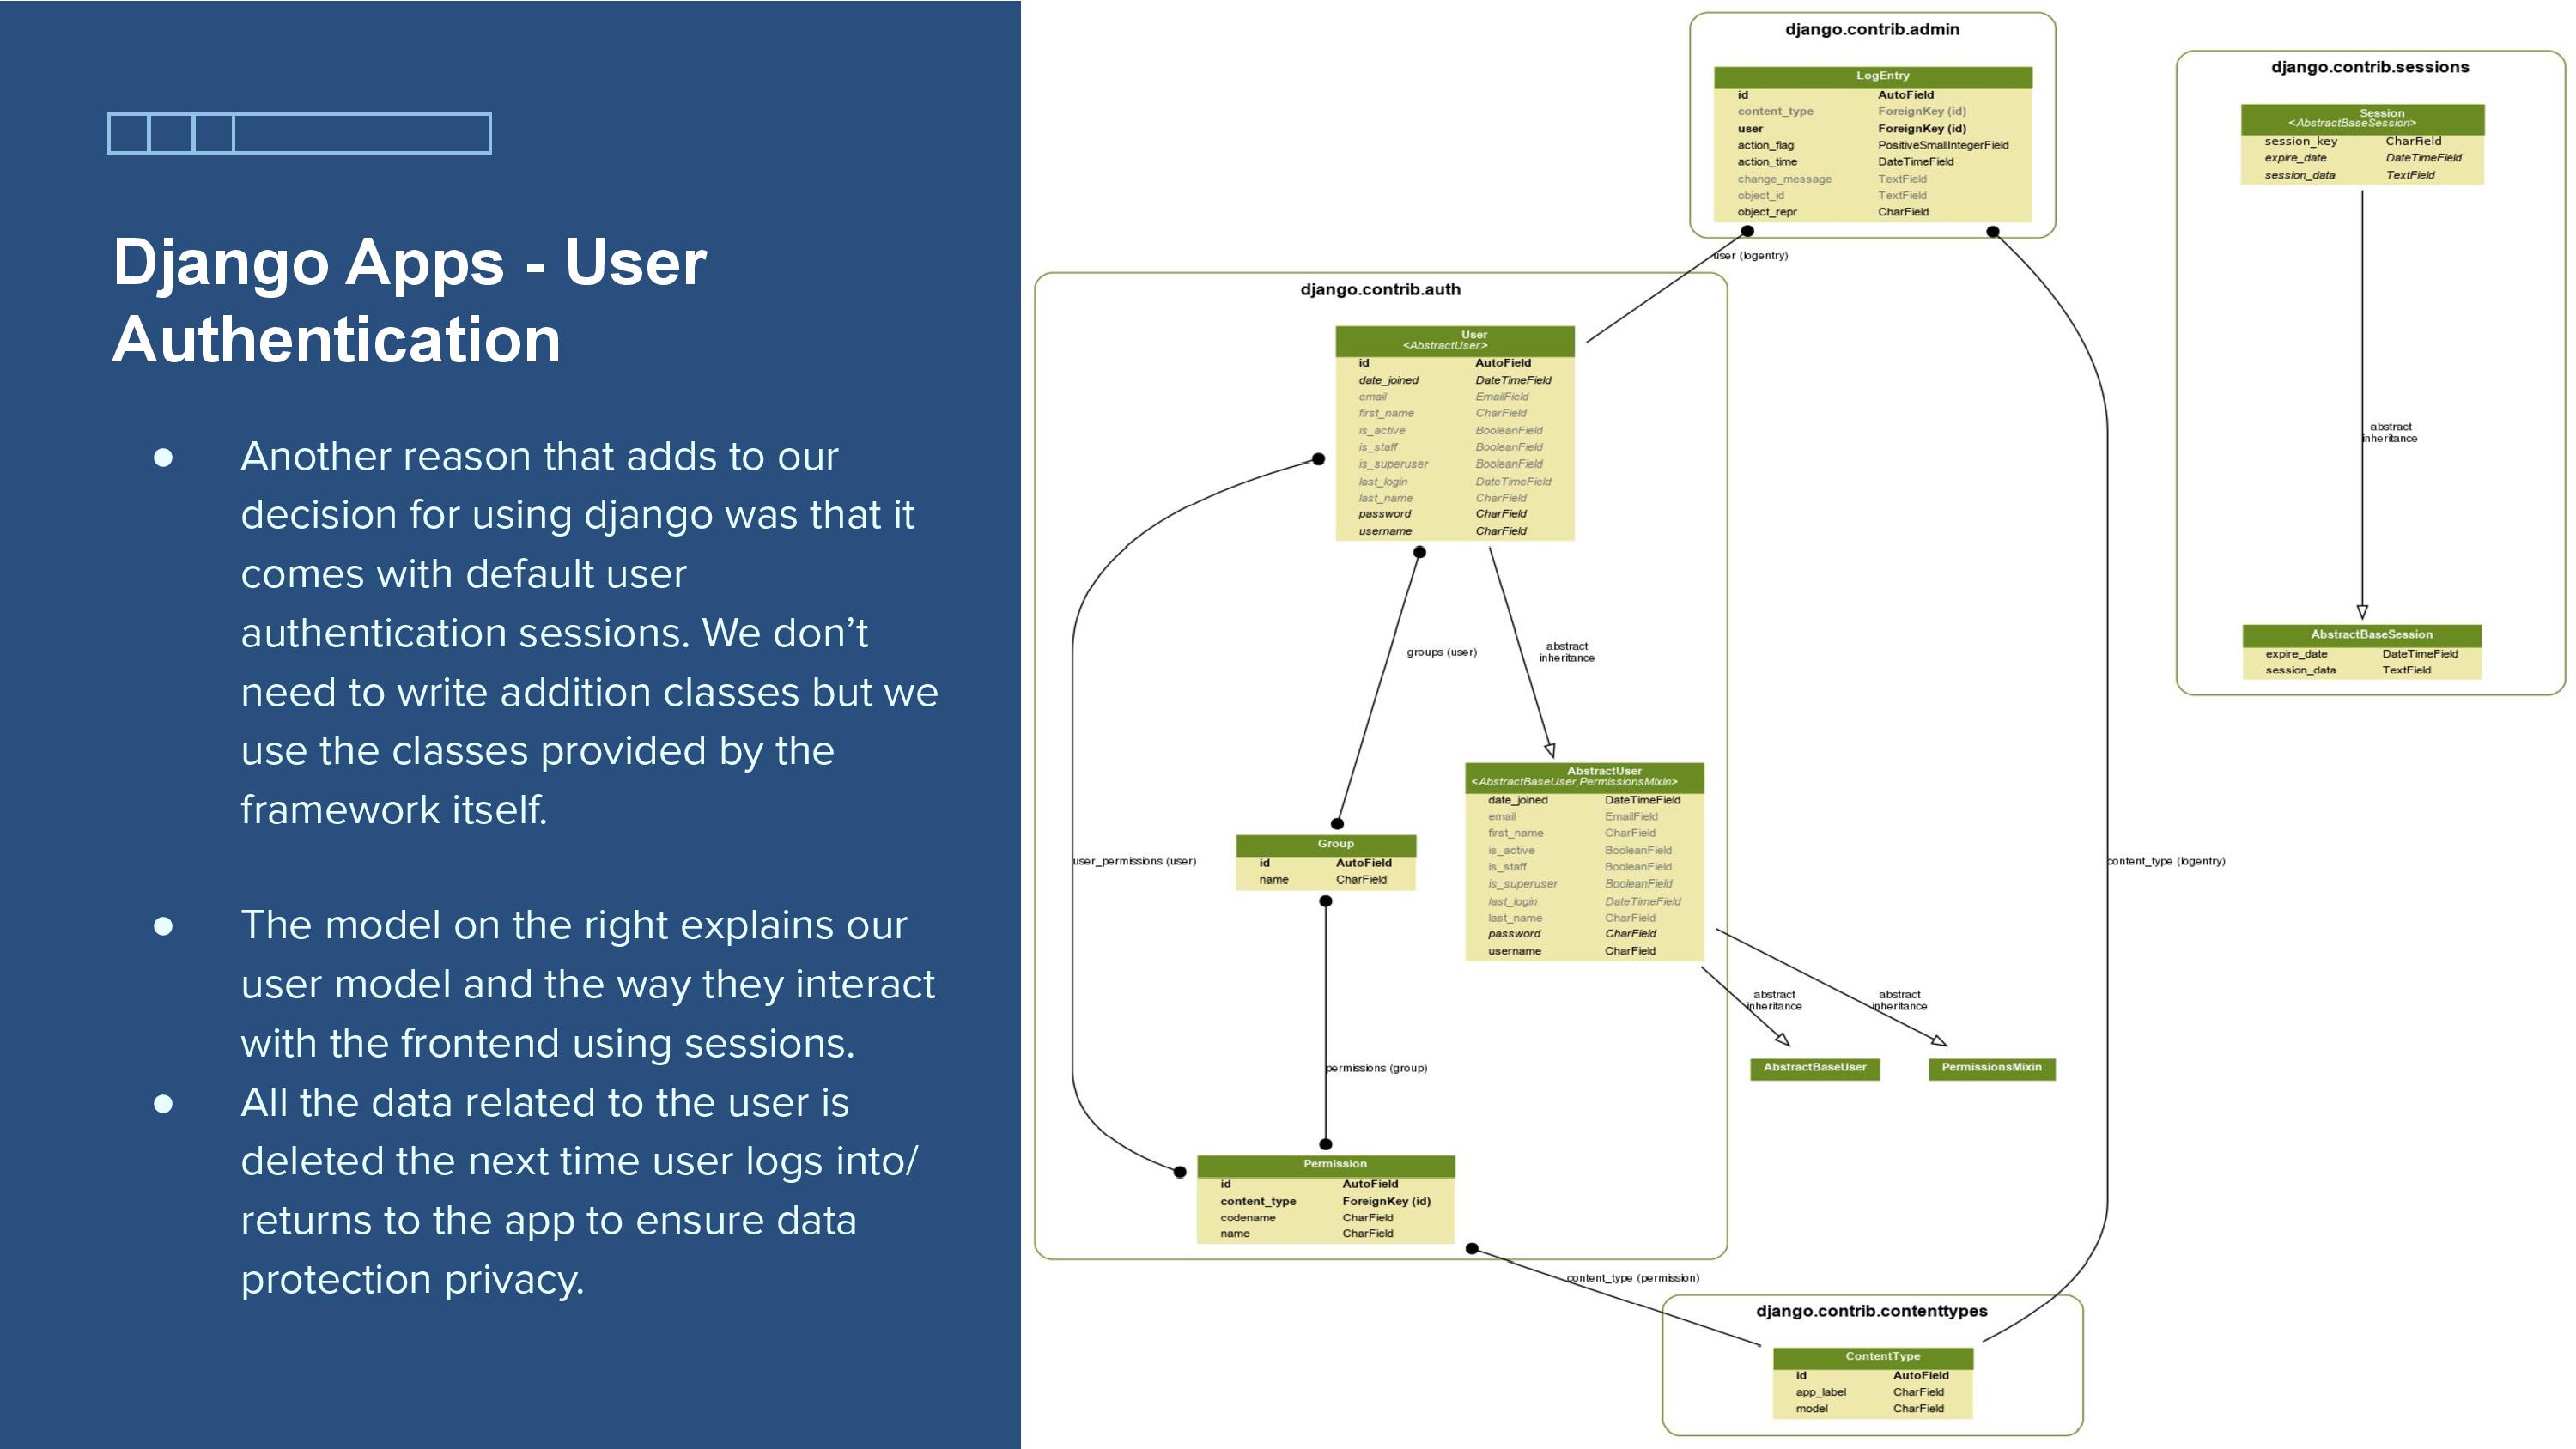 Django Apps - User
Authentication
● Another reason that adds to our
decision for using django was that it
comes with default user
authentication sessions. We don’t
need to write addition classes but we
use the classes provided by the
framework itself.
● The model on the right explains our
user model and the way they interact
with the frontend using sessions.
● All the data related to the user is
deleted the next time user logs into/
returns to the app to ensure data
protection privacy.
django.contrib.admin
LogEntry
id AutoField
content_type ForeignKey (id)
user ForeignKey (id)
action_flag PositiveSmallIntegerField
action_time DateTimeField
change_message TextField
object_id TextField
object_repr CharField
user (logentry)
django.contrib.sessions
Session
<AbstractBaseSession>
session_key CharField
expire_date DateTimeField
session_data TextField
abstract
inheritance
AbstractBaseSession
expire_date DateTimeField
session_data TextField
django.contrib.auth
User
<AbstractUser>
id AutoField
date_joined DateTimeField
email EmailField
first_name CharField
is_active BooleanField
is_staff BooleanField
is_superuser BooleanField
last_login DateTimeField
last_name CharField
password CharField
username CharField
groups (user)
abstract
inheritance
AbstractUser
<AbstractBaseUser,PermissionsMixin>
date_joined DateTimeField
email EmailField
first_name CharField
is_active BooleanField
is_staff BooleanField
is_superuser BooleanField
last_login DateTimeField
last_name CharField
password CharField
username CharField
Group
id AutoField
name CharField
user_permissions (user)
content_type (logentry)
abstract
inheritance
abstract
inheritance
AbstractBaseUser
PermissionsMixin
permissions (group)
Permission
id AutoField
content_type ForeignKey (id)
codename CharField
name CharField
content_type (permission)
django.contrib.contenttypes
ContentType
id AutoField
app_label CharField
model CharField